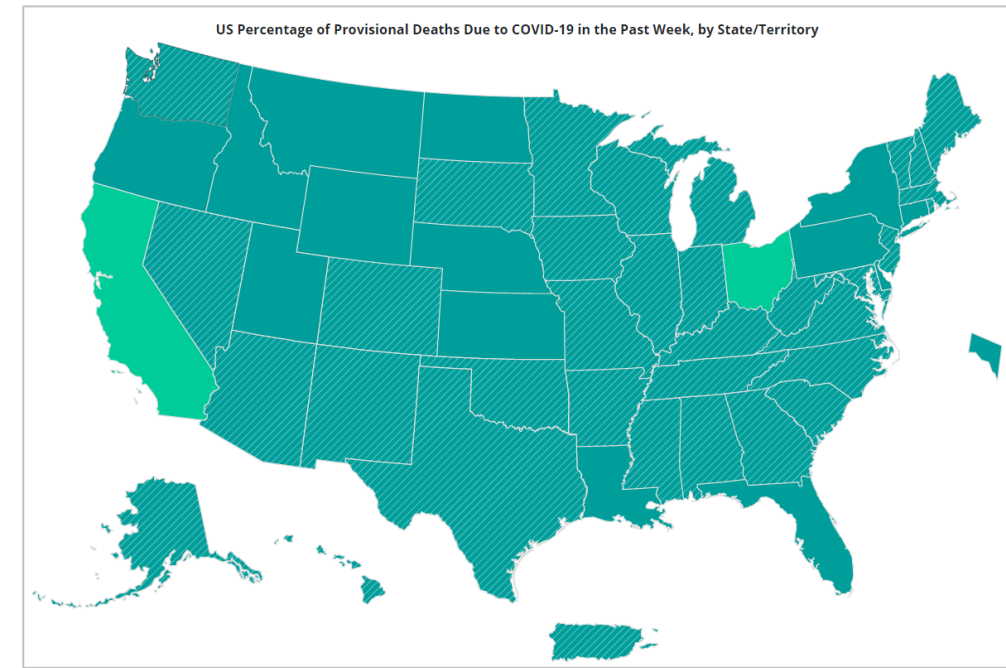 US Percentage of Provisional Deaths Due to COVID-19 in the Past Week, by State/Territory